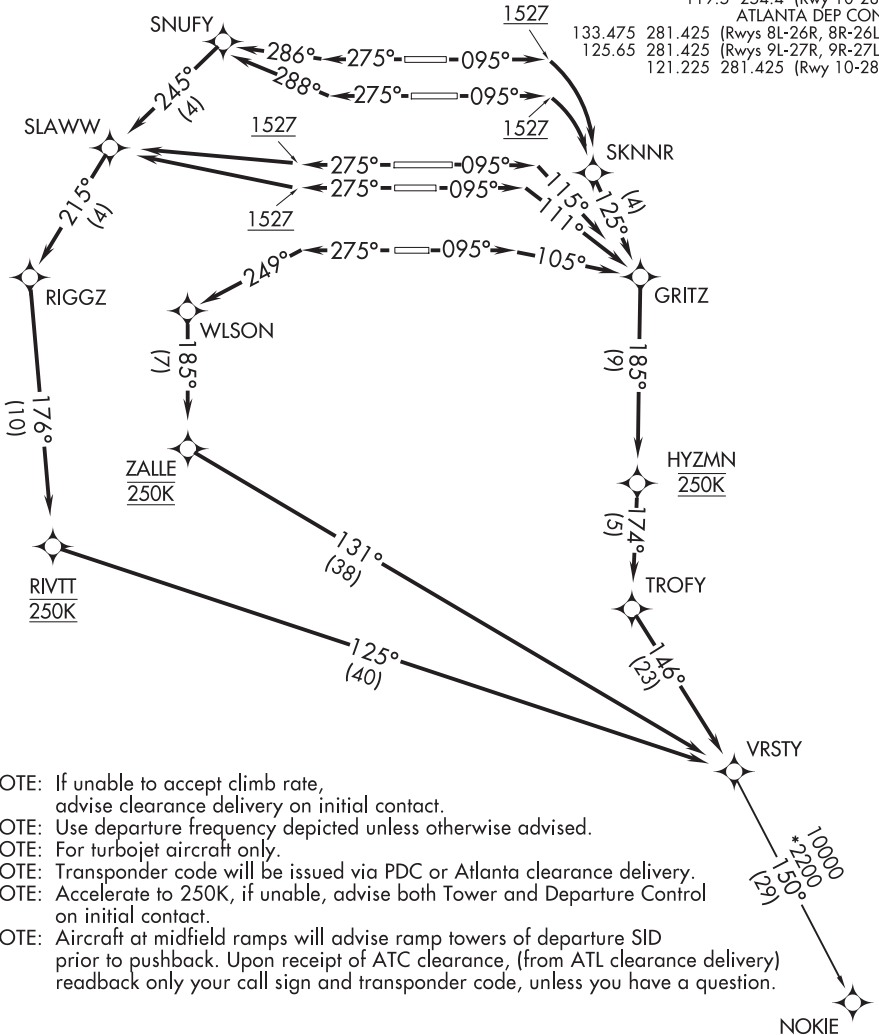 119.5 254.4 (Rwy 10-28
ATLANTA DEP CON
133.475 281.425 (Rwys 8L-26R, 8R-26L
125.65 281.425 (Rwys 9L-27R, 9R-27L
121.225 281.425 (Rwy 10-28
1527
SNUFY
286° 275° 095°
288° 275° 095°
245°
(4)
1527
SLAWW
1527
SKNNR
275° 095°
115°
125°
(4)
275° 095°
111°
1527
215°
(4)
249° 275° 095° 105°
RIGGZ
GRITZ
WLSON
185°
(7)
185°
(9)
176°
(10)
ZALLE
250K
HYZMN
250K
174°
(5)
131°
(38)
RIVTT
250K
TROFY
125°
(40)
146°
(23)
VRSTY
10000
*2200
150°
(29)
NOKIE
OTE: If unable to accept climb rate,
advise clearance delivery on initial contact.
OTE: Use departure frequency depicted unless otherwise advised.
OTE: For turbojet aircraft only.
OTE: Transponder code will be issued via PDC or Atlanta clearance delivery.
OTE: Accelerate to 250K, if unable, advise both Tower and Departure Control
on initial contact.
OTE: Aircraft at midfield ramps will advise ramp towers of departure SID
prior to pushback. Upon receipt of ATC clearance, (from ATL clearance delivery)
readback only your call sign and transponder code, unless you have a question.